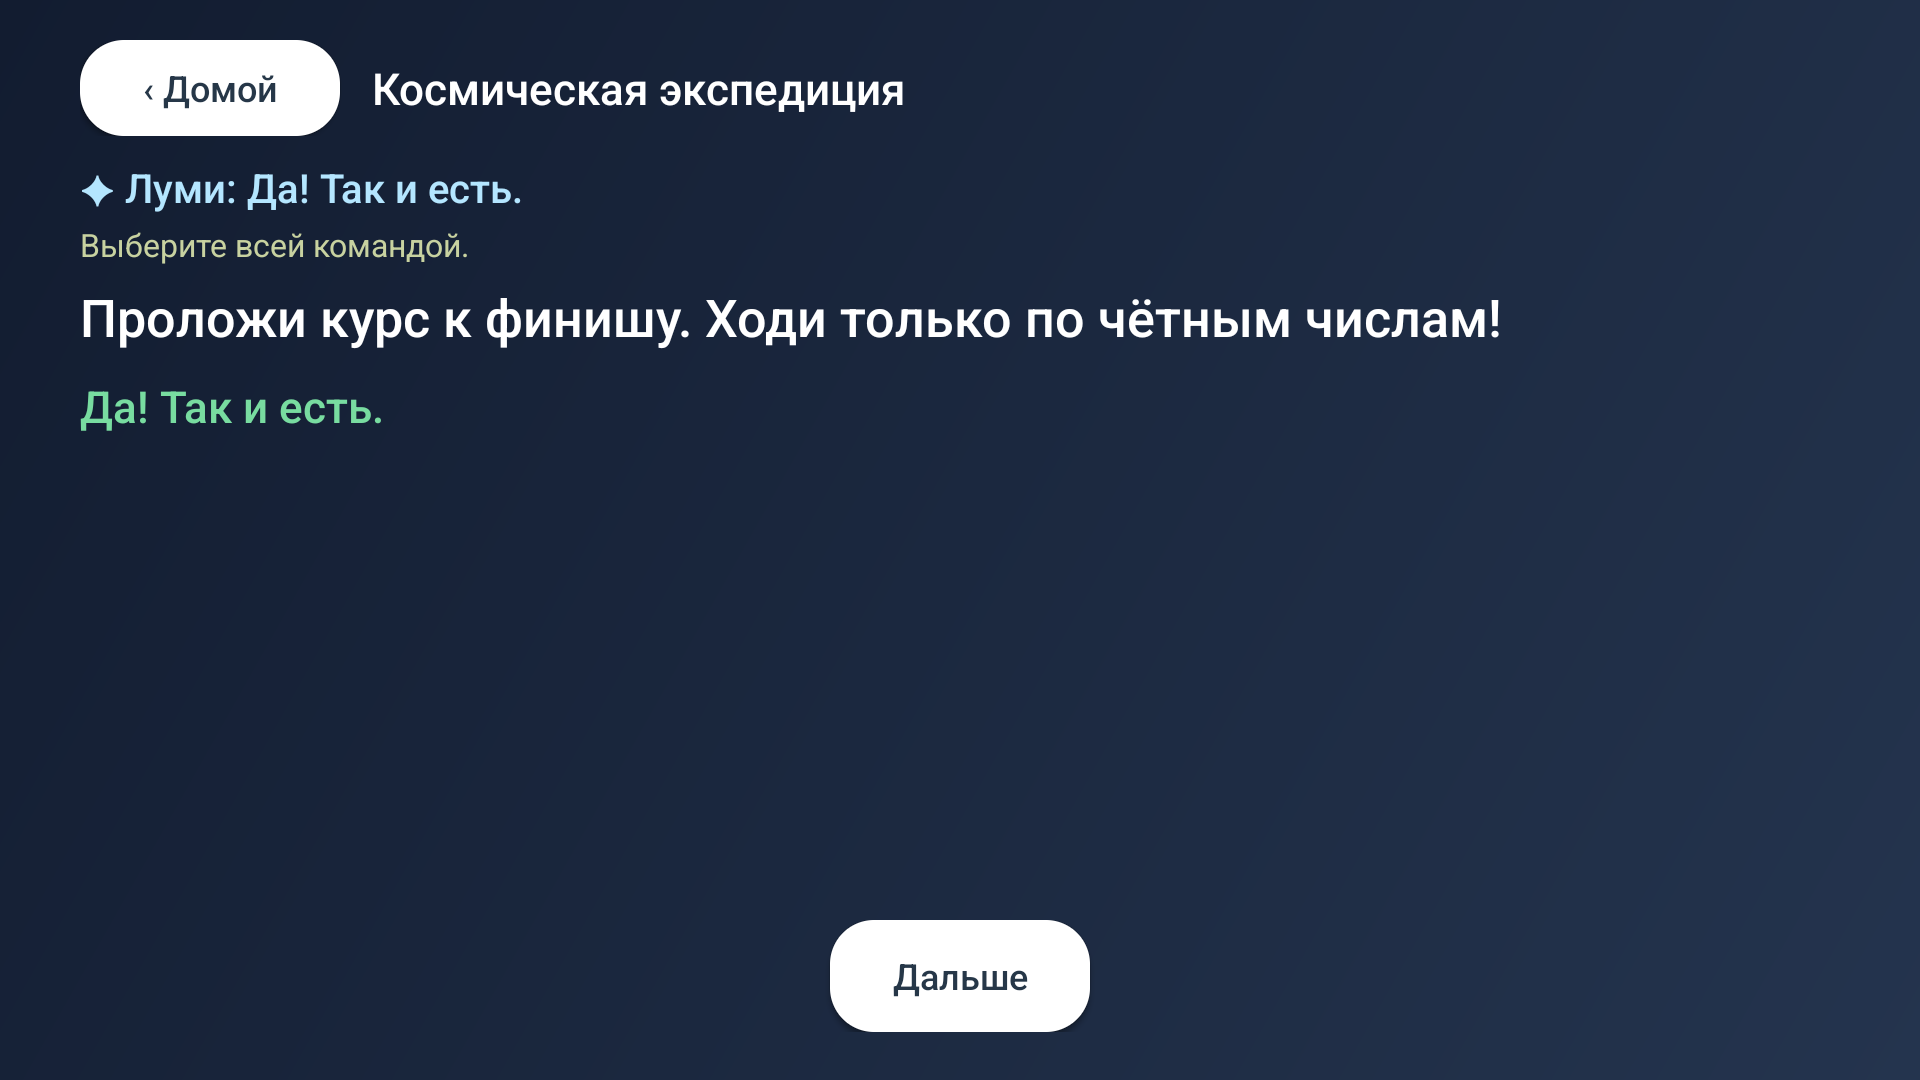 ‹ Домой
Космическая экспедиция
✦ Луми: Да! Так и есть.
Выберите всей командой.
Проложи курс к финишу. Ходи только по чётным числам!
Да! Так и есть.
Дальше